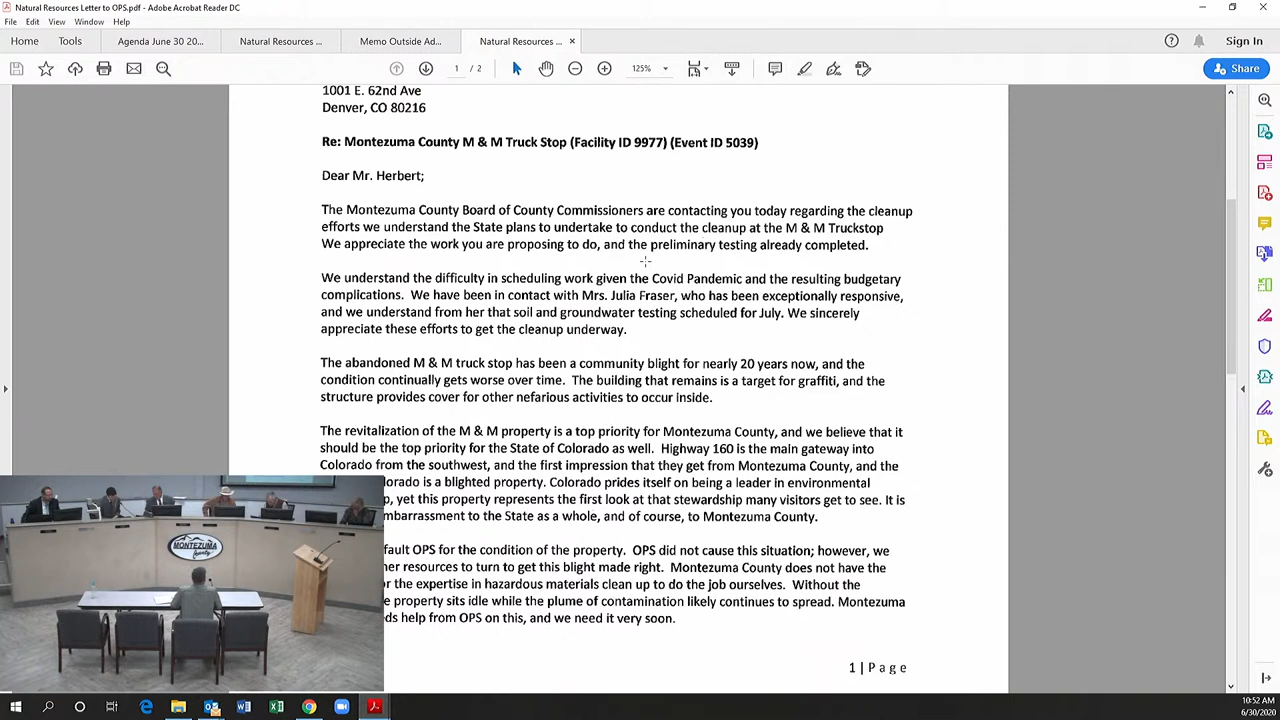 Natural Resources Letter to OPS.pdf - Adobe Acrobat Reader DC
File Edit View Window Help
Home Tools Agenda June 30 20... Natural Resources ... Memo Outside Ad... Natural Resources ... ×
Sign In
1 / 2 125% Share
1001 E. 62nd Ave
Denver, CO 80216
Re: Montezuma County M & M Truck Stop (Facility ID 9977) (Event ID 5039)
Dear Mr. Herbert;
The Montezuma County Board of County Commissioners are contacting you today regarding the cleanup
efforts we understand the State plans to undertake to conduct the cleanup at the M & M Truckstop
We appreciate the work you are proposing to do, and the preliminary testing already completed.
We understand the difficulty in scheduling work given the Covid Pandemic and the resulting budgetary
complications. We have been in contact with Mrs. Julia Fraser, who has been exceptionally responsive,
and we understand from her that soil and groundwater testing scheduled for July. We sincerely
appreciate these efforts to get the cleanup underway.
The abandoned M & M truck stop has been a community blight for nearly 20 years now, and the
condition continually gets worse over time. The building that remains is a target for graffiti, and the
structure provides cover for other nefarious activities to occur inside.
The revitalization of the M & M property is a top priority for Montezuma County, and we believe that it
should be the top priority for the State of Colorado as well. Highway 160 is the main gateway into
Colorado from the southwest, and the first impression that they get from Montezuma County, and the
orado is a blighted property. Colorado prides itself on being a leader in environmental
p, yet this property represents the first look at that stewardship many visitors get to see. It is
mbarrassment to the State as a whole, and of course, to Montezuma County.
fault OPS for the condition of the property. OPS did not cause this situation; however, we
er resources to turn to get this blight made right. Montezuma County does not have the
or the expertise in hazardous materials clean up to do the job ourselves. Without the
e property sits idle while the plume of contamination likely continues to spread. Montezuma
ds help from OPS on this, and we need it very soon.
1 | Page
MONTEZUMA
County
10:52 AM
6/30/2020